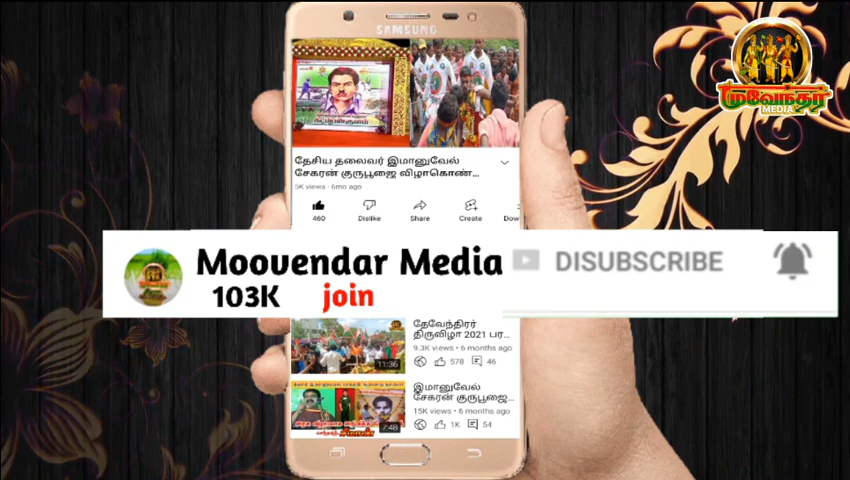 SAMSUNG
மூவேந்தர்
MEDIA
தேசிய தலைவர் இமானுவேல்
சேகரன் குருபூஜை விழாகொண்...
5K views · 6mo ago
460
Dislike
Share
Create
Dow
Moovendar Media
DISUBSCRIBE
103K
join
தேவேந்திரர்
திருவிழா 2021 பர...
9.3K views • 6 months ago
578
46
11:36
இமானுவேல்
சேகரன் குருபூஜை...
15K views • 6 months ago
1K
54
7:48